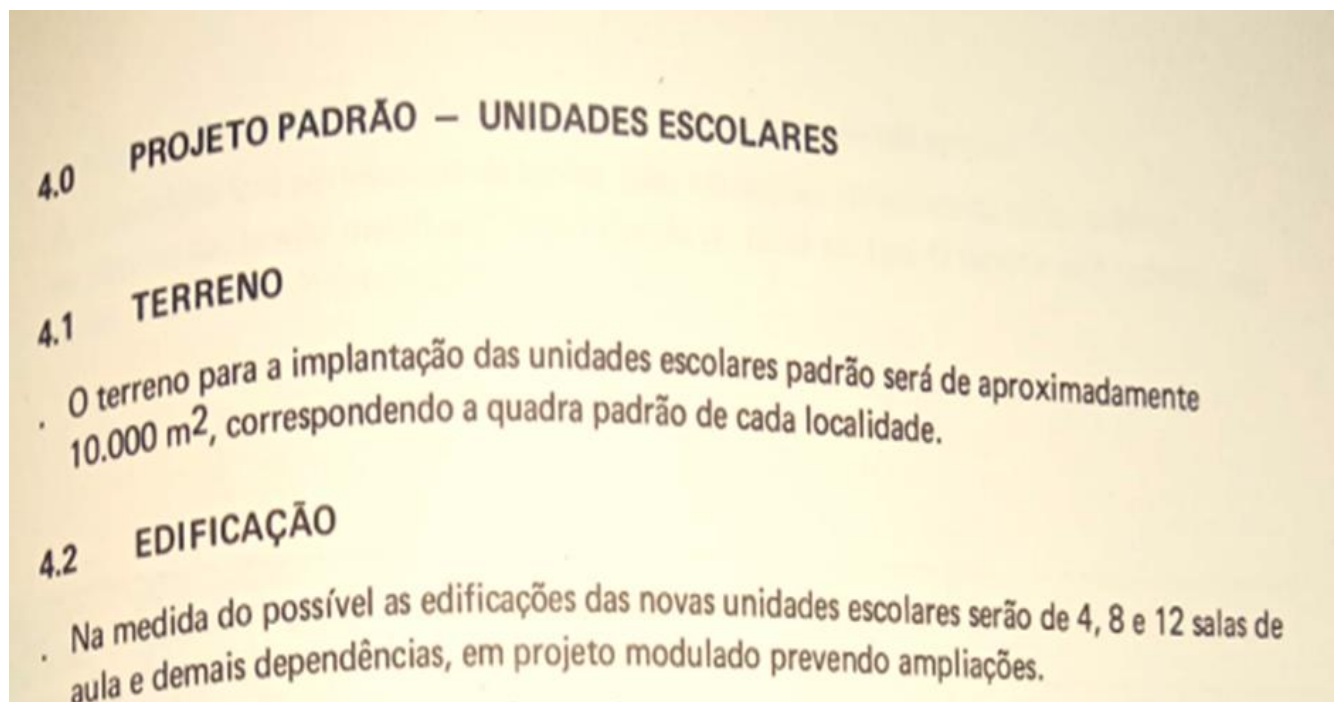 4.0 PROJETO PADRÃO — UNIDADES ESCOLARES
4.1 TERRENO
. O terreno para a implantação das unidades escolares padrão será de aproximadamente
10.000 m2, correspondendo a quadra padrão de cada localidade.
4.2 EDIFICAÇÃO
. Na medida do possível as edificações das novas unidades escolares serão de 4, 8 e 12 salas de
aula e demais dependências, em projeto modulado prevendo ampliações.